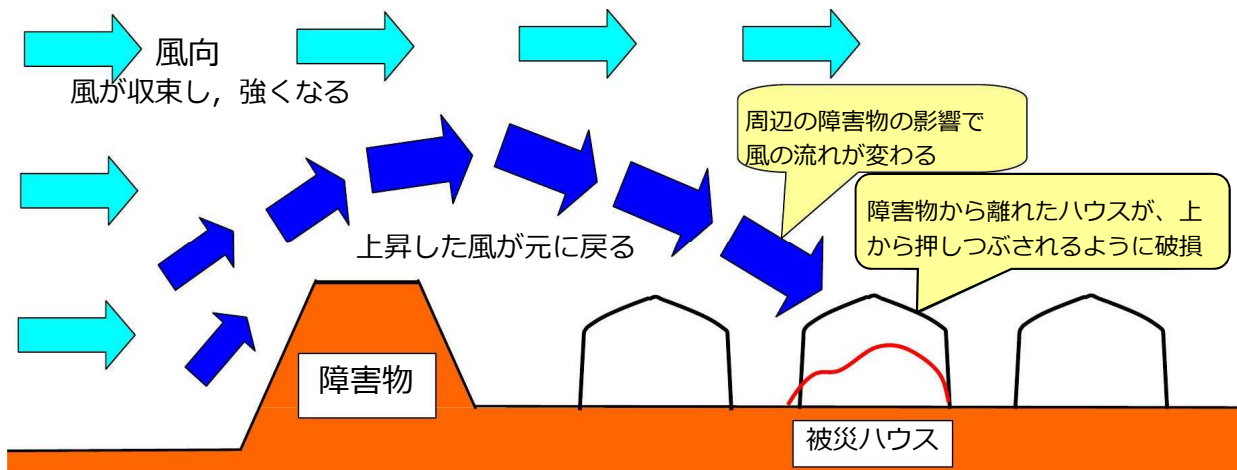 風向
風が収束し，強くなる
周辺の障害物の影響で
風の流れが変わる
障害物から離れたハウスが、上
から押しつぶされるように破損
上昇した風が元に戻る
障害物
被災ハウス